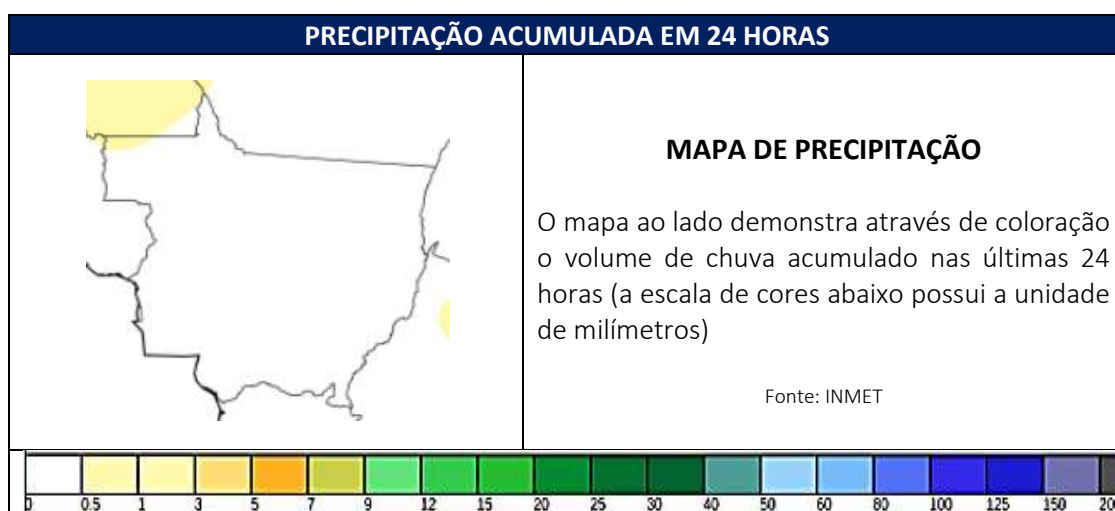 PRECIPITAÇÃO ACUMULADA EM 24 HORAS
MAPA DE PRECIPITAÇÃO
O mapa ao lado demonstra através de coloração
o volume de chuva acumulado nas últimas 24
horas (a escala de cores abaixo possui a unidade
de milímetros)
Fonte: INMET
0 0.5 1 3 5 7 9 12 15 20 25 30 40 50 60 80 100 125 150 200